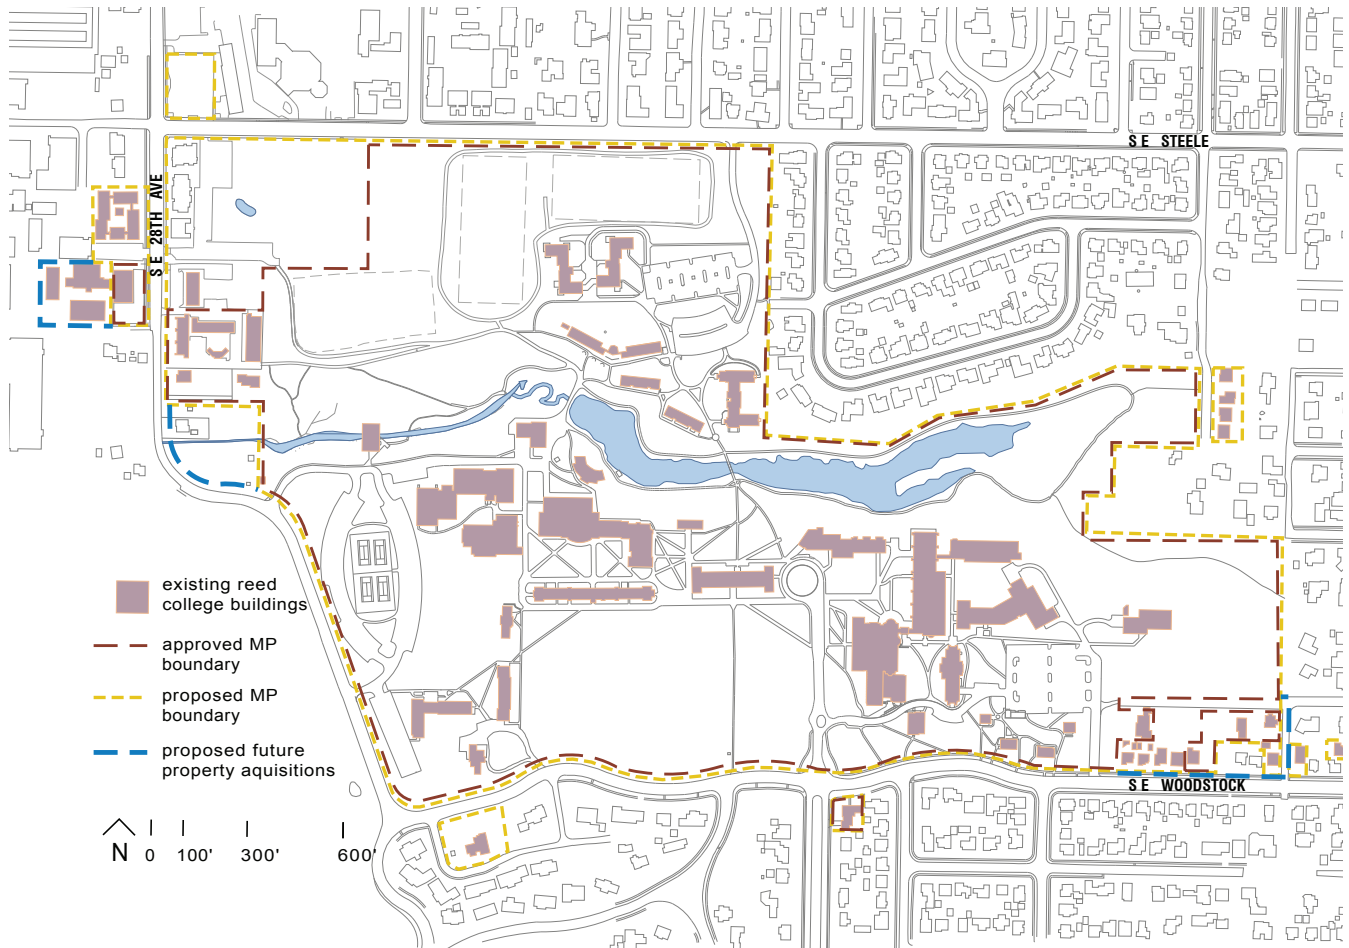 S E STEELE
S E 28TH AVE
existing reed
college buildings
approved MP
boundary
proposed MP
boundary
proposed future
property aquisitions
S E WOODSTOCK
N 0 100' 300' 600'